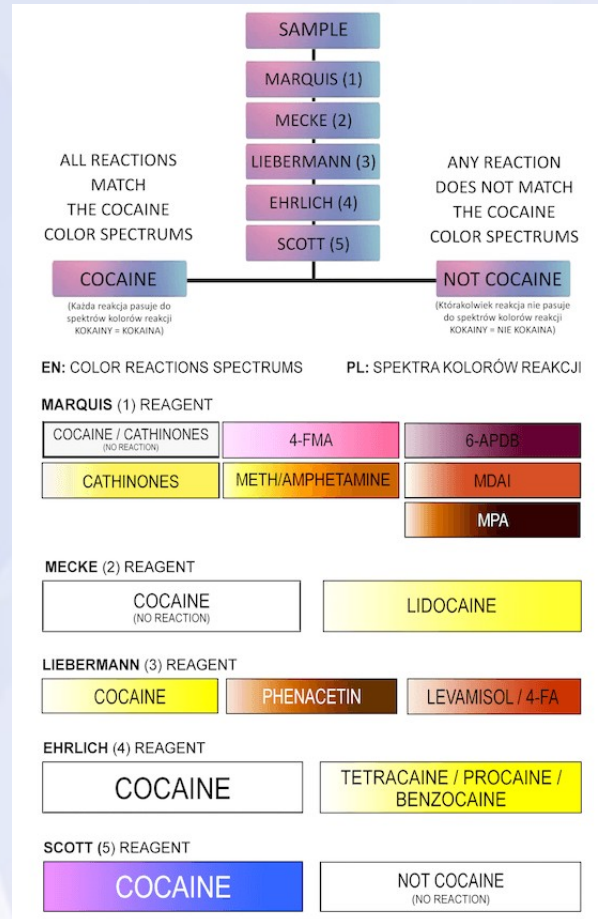 SAMPLE
MARQUIS (1)
MECKE (2)
LIEBERMANN (3)
EHRLICH (4)
SCOTT (5)
ALL REACTIONS
MATCH
THE COCAINE
COLOR SPECTRUMS
COCAINE
(Każda reakcja pasuje do
spektrów kolorów reakcji
KOKAINY = KOKAINA)
ANY REACTION
DOES NOT MATCH
THE COCAINE
COLOR SPECTRUMS
NOT COCAINE
(Którakolwiek reakcja nie pasuje
do spektrów kolorów reakcji
KOKAINY = NIE KOKAINA)
EN: COLOR REACTIONS SPECTRUMS
PL: SPEKTRA KOLORÓW REAKCJI
MARQUIS (1) REAGENT
COCAINE / CATHINONES
(NO REACTION)
4-FMA
6-APDB
CATHINONES
METH/AMPHETAMINE
MDAI
MPA
MECKE (2) REAGENT
COCAINE
(NO REACTION)
LIDOCAINE
LIEBERMANN (3) REAGENT
COCAINE
PHENACETIN
LEVAMISOL / 4-FA
EHRLICH (4) REAGENT
COCAINE
TETRACAINE / PROCAINE /
BENZOCAINE
SCOTT (5) REAGENT
COCAINE
NOT COCAINE
(NO REACTION)